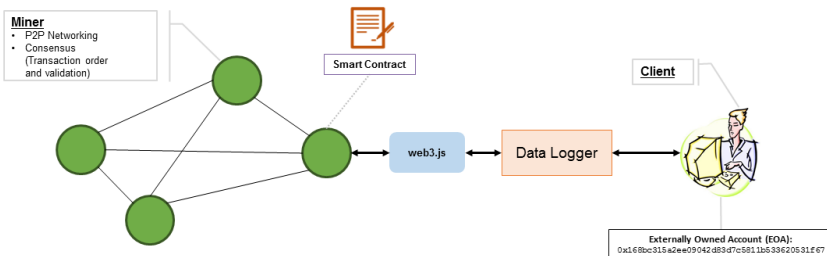 Miner
• P2P Networking
• Consensus
(Transaction order
and validation)
Smart Contract
web3.js
Data Logger
Client
Externally Owned Account (EOA):
0x168bc315a2ee09042d83d7c5811b533620531f67